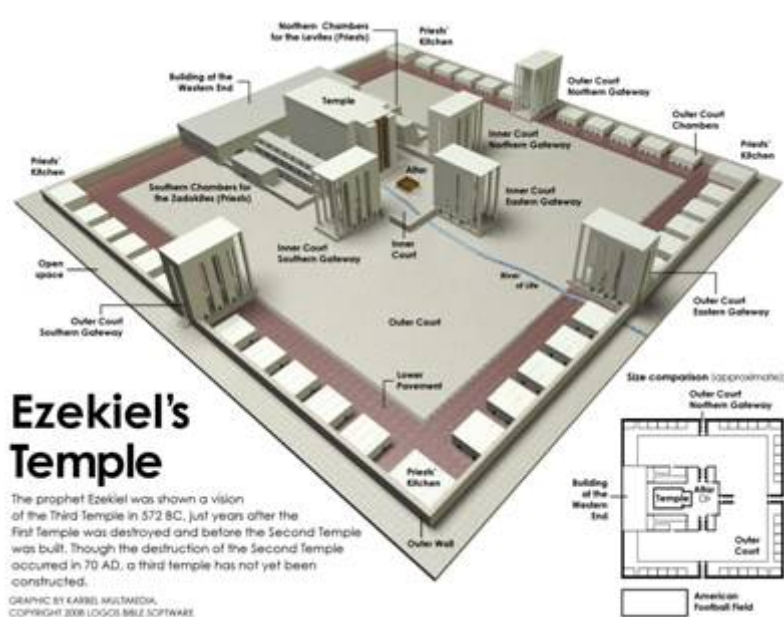 Northern Chambers
for the Levites (Priests)
Priests'
Kitchen
Building at the
Western End
Temple
Outer Court
Northern Gateway
Outer Court
Chambers
Priests'
Kitchen
Inner Court
Northern Gateway
Priests'
Kitchen
Altar
Southern Chambers for
the Zadokites (Priests)
Inner Court
Eastern Gateway
Inner Court
Southern Gateway
Inner
Court
Open
space
River
of Life
Outer Court
Eastern Gateway
Outer Court
Southern Gateway
Outer Court
Lower
Pavement
Priests'
Kitchen
Outer Wall
Ezekiel's
Temple
The prophet Ezekiel was shown a vision
of the Third Temple in 572 BC, just years after the
First Temple was destroyed and before the Second Temple
was built. Though the destruction of the Second Temple
occurred in 70 AD, a third temple has not yet been
constructed.
GRAPHIC BY KARBEL MULTIMEDIA,
COPYRIGHT 2008 LOGOS BIBLE SOFTWARE
Size comparison (approximate)
Outer Court
Northern Gateway
Building
of the
Western
End
Temple
Altar
Outer
Court
American
Football Field